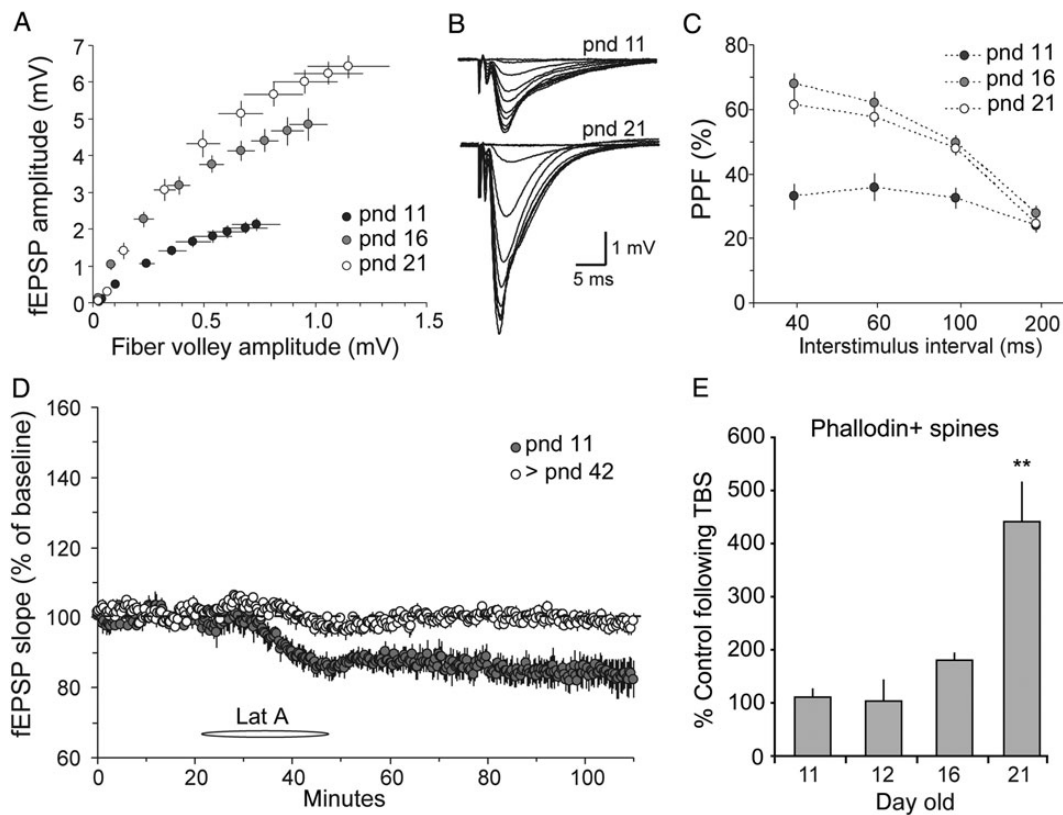 A
fEPSP amplitude (mV)
7
6
5
4
3
2
1
0
0
0.5
1.0
1.5
Fiber volley amplitude (mV)
pnd 11
pnd 16
pnd 21
B
pnd 11
pnd 21
1 mV
5 ms
C
PPF (%)
80
60
40
20
0
40
60
100
200
Interstimulus interval (ms)
pnd 11
pnd 16
pnd 21
D
fEPSP slope (% of baseline)
160
140
120
100
80
60
0
20
40
60
80
100
Minutes
pnd 11
> pnd 42
Lat A
E
Phallodin+ spines
% Control following TBS
600
500
400
300
200
100
0
**
11
12
16
21
Day old